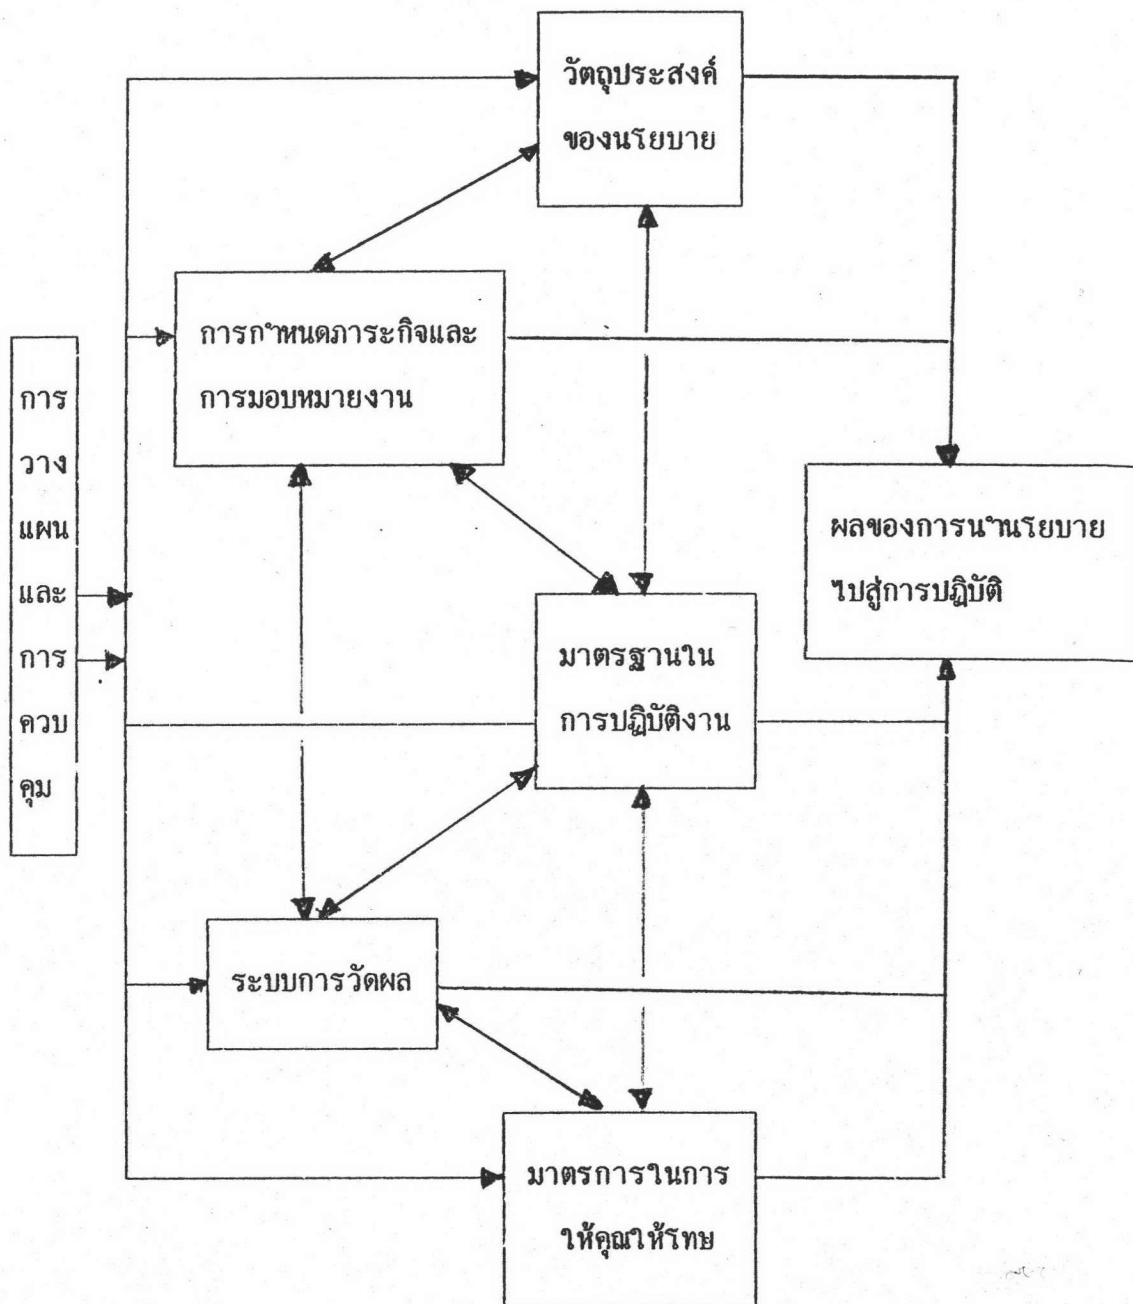 วัตถุประสงค์
ของนโยบาย
การกำหนดภาระกิจและ
การมอบหมายงาน
การ
วาง
แผน
และ
การ
ควบ
คุม
ผลของการนำนโยบาย
ไปสู่การปฏิบัติ
มาตรฐานใน
การปฏิบัติงาน
ระบบการวัดผล
มาตรการในการ
ให้คุณให้โทษ